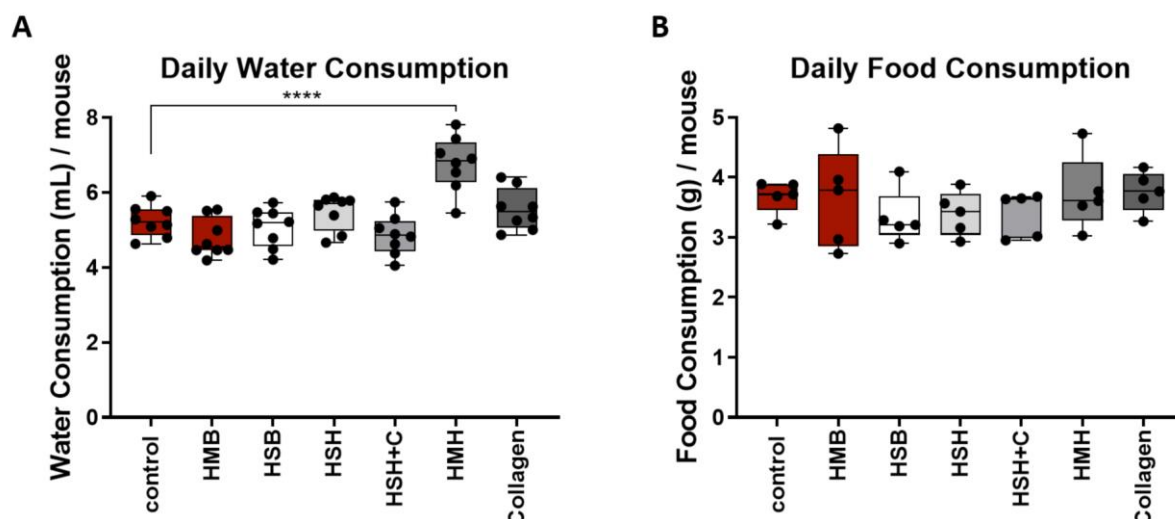 A
Daily Water Consumption
****
Water Consumption (mL) / mouse
8
6
4
2
0
control
HMB
HSB
HSH
HSH+C
HMH
Collagen
B
Daily Food Consumption
Food Consumption (g) / mouse
5
4
3
2
1
0
control
HMB
HSB
HSH
HSH+C
HMH
Collagen